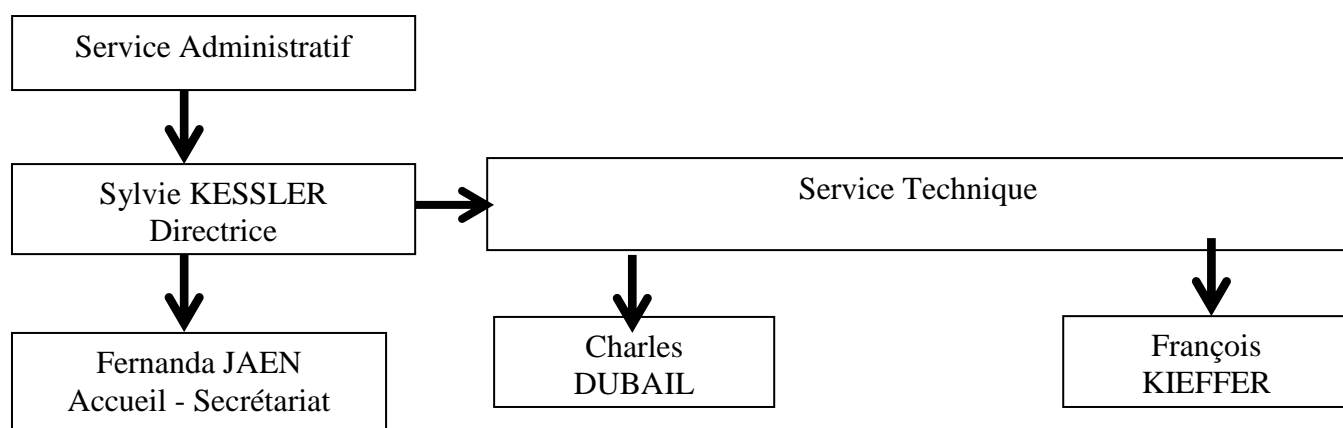 Service Administratif
Sylvie KESSLER
Directrice
Service Technique
Fernanda JAEN
Accueil - Secrétariat
Charles
DUBAIL
François
KIEFFER